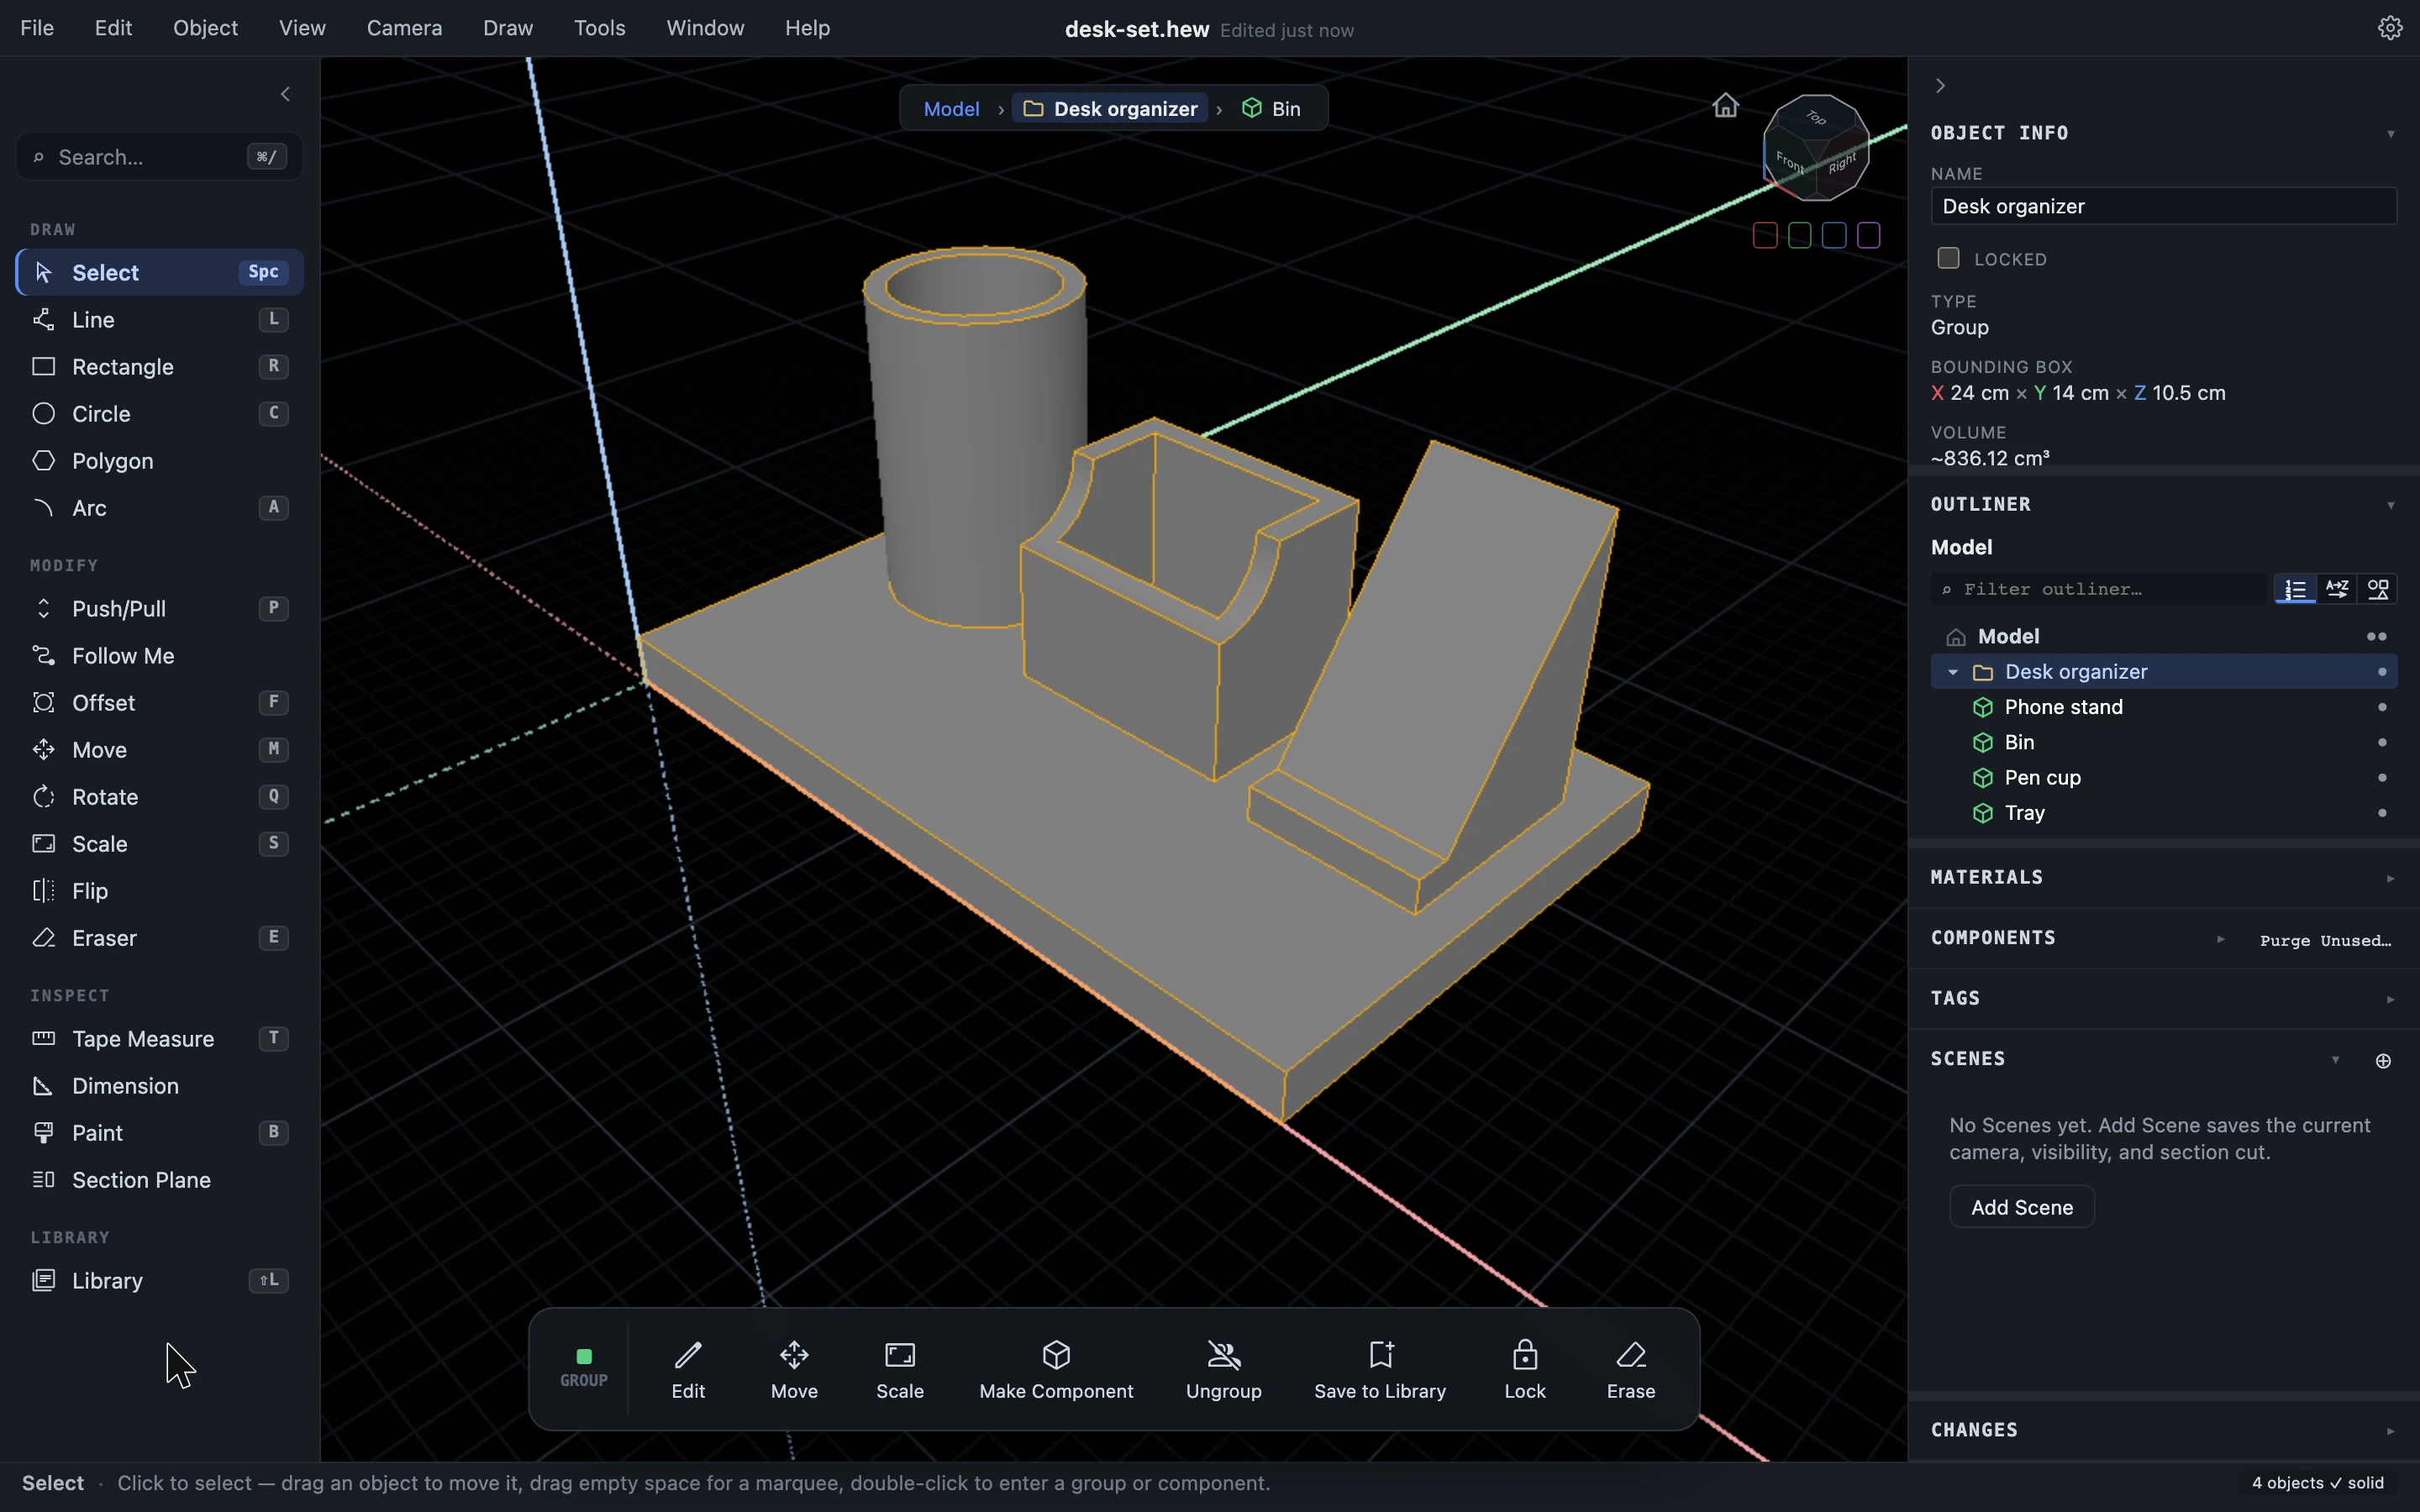 File Edit Object View Camera Draw Tools Window Help
desk-set.hew Edited just now
Search... ⌘/
DRAW
Select Spc
Line L
Rectangle R
Circle C
Polygon
Arc A
MODIFY
Push/Pull P
Follow Me
Offset F
Move M
Rotate Q
Scale S
Flip
Eraser E
INSPECT
Tape Measure T
Dimension
Paint B
Section Plane
LIBRARY
Library ⇧L
Model › Desk organizer › Bin
Top
Front
Right
GROUP
Edit
Move
Scale
Make Component
Ungroup
Save to Library
Lock
Erase
OBJECT INFO
NAME
Desk organizer
LOCKED
TYPE
Group
BOUNDING BOX
X 24 cm × Y 14 cm × Z 10.5 cm
VOLUME
~836.12 cm³
OUTLINER
Model
Filter outliner…
Model
Desk organizer
Phone stand
Bin
Pen cup
Tray
MATERIALS
COMPONENTS Purge Unused…
TAGS
SCENES
No Scenes yet. Add Scene saves the current
camera, visibility, and section cut.
Add Scene
CHANGES
Select · Click to select — drag an object to move it, drag empty space for a marquee, double-click to enter a group or component.
4 objects ✓ solid